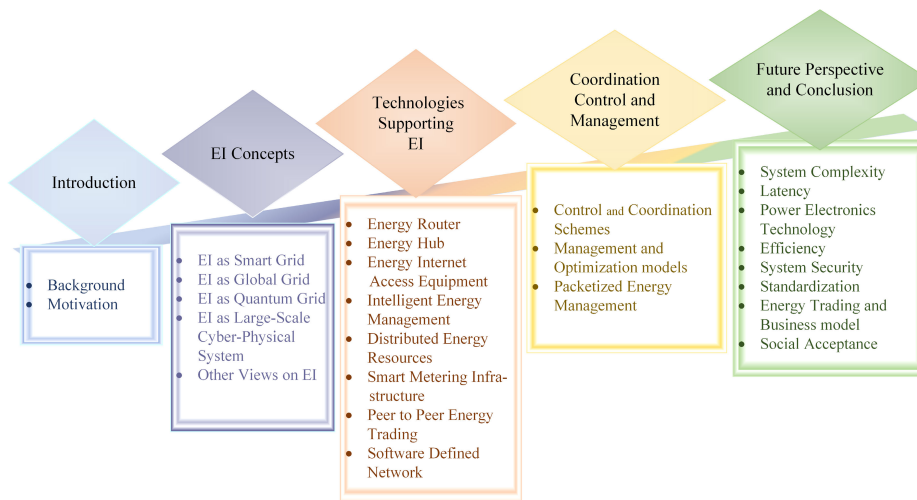 Introduction
• Background
• Motivation
EI Concepts
• EI as Smart Grid
• EI as Global Grid
• EI as Quantum Grid
• EI as Large-Scale
Cyber-Physical
System
• Other Views on EI
Technologies
Supporting
EI
• Energy Router
• Energy Hub
• Energy Internet
Access Equipment
• Intelligent Energy
Management
• Distributed Energy
Resources
• Smart Metering Infra-
structure
• Peer to Peer Energy
Trading
• Software Defined
Network
Coordination
Control and
Management
• Control and Coordination
Schemes
• Management and
Optimization models
• Packetized Energy
Management
Future Perspective
and Conclusion
• System Complexity
• Latency
• Power Electronics
Technology
• Efficiency
• System Security
• Standardization
• Energy Trading and
Business model
• Social Acceptance